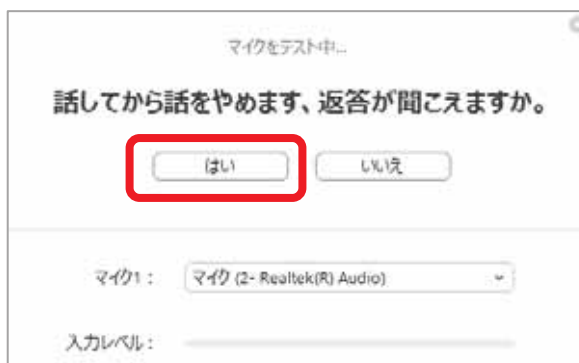 マイクをテスト中...
話してから話をやめます、返答が聞こえますか。
はい いいえ
マイク1： マイク (2- Realtek(R) Audio)
入力レベル：